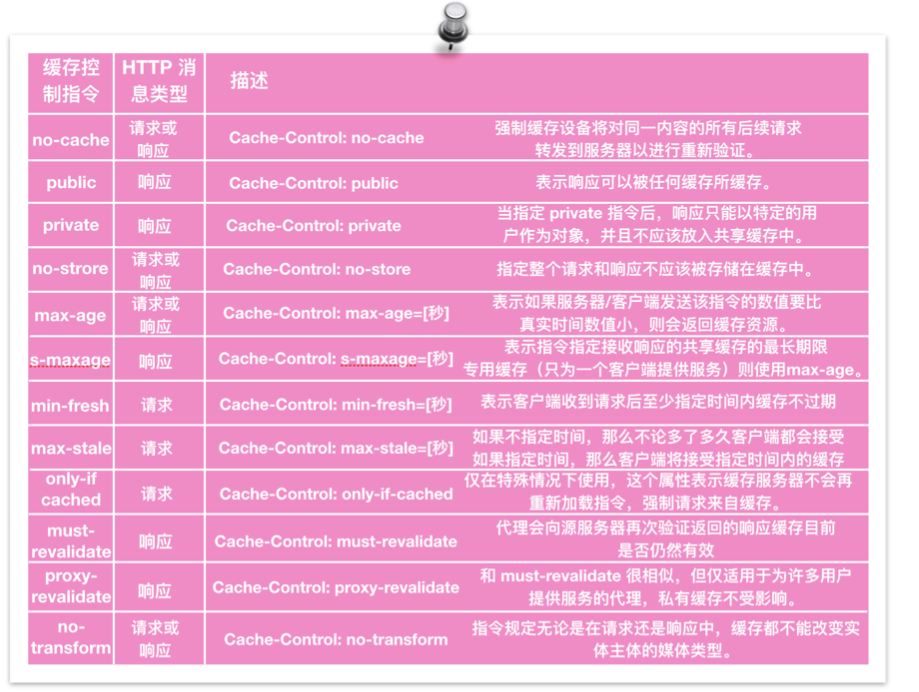 缓存控
制指令
HTTP 消
息类型
描述
no-cache
请求或
响应
Cache-Control: no-cache
强制缓存设备将对同一内容的所有后续请求
转发到服务器以进行重新验证。
public
响应
Cache-Control: public
表示响应可以被任何缓存所缓存。
private
响应
Cache-Control: private
当指定 private 指令后，响应只能以特定的用
户作为对象，并且不应该放入共享缓存中。
no-strore
请求或
响应
Cache-Control: no-store
指定整个请求和响应不应该被存储在缓存中。
max-age
请求或
响应
Cache-Control: max-age=[秒]
表示如果服务器/客户端发送该指令的数值要比
真实时间数值小，则会返回缓存资源。
s-maxage
响应
Cache-Control: s-maxage=[秒]
表示指令指定接收响应的共享缓存的最长期限
专用缓存（只为一个客户端提供服务）则使用max-age。
min-fresh
请求
Cache-Control: min-fresh=[秒]
表示客户端收到请求后至少指定时间内缓存不过期
max-stale
请求
Cache-Control: max-stale=[秒]
如果不指定时间，那么不论多了多久客户端都会接受
如果指定时间，那么客户端将接受指定时间内的缓存
only-if
cached
请求
Cache-Control: only-if-cached
仅在特殊情况下使用，这个属性表示缓存服务器不会再
重新加载指令，强制请求来自缓存。
must-
revalidate
响应
Cache-Control: must-revalidate
代理会向源服务器再次验证返回的响应缓存目前
是否仍然有效
proxy-
revalidate
响应
Cache-Control: proxy-revalidate
和 must-revalidate 很相似，但仅适用于为许多用户
提供服务的代理，私有缓存不受影响。
no-
transform
请求或
响应
Cache-Control: no-transform
指令规定无论是在请求还是响应中，缓存都不能改变实
体主体的媒体类型。